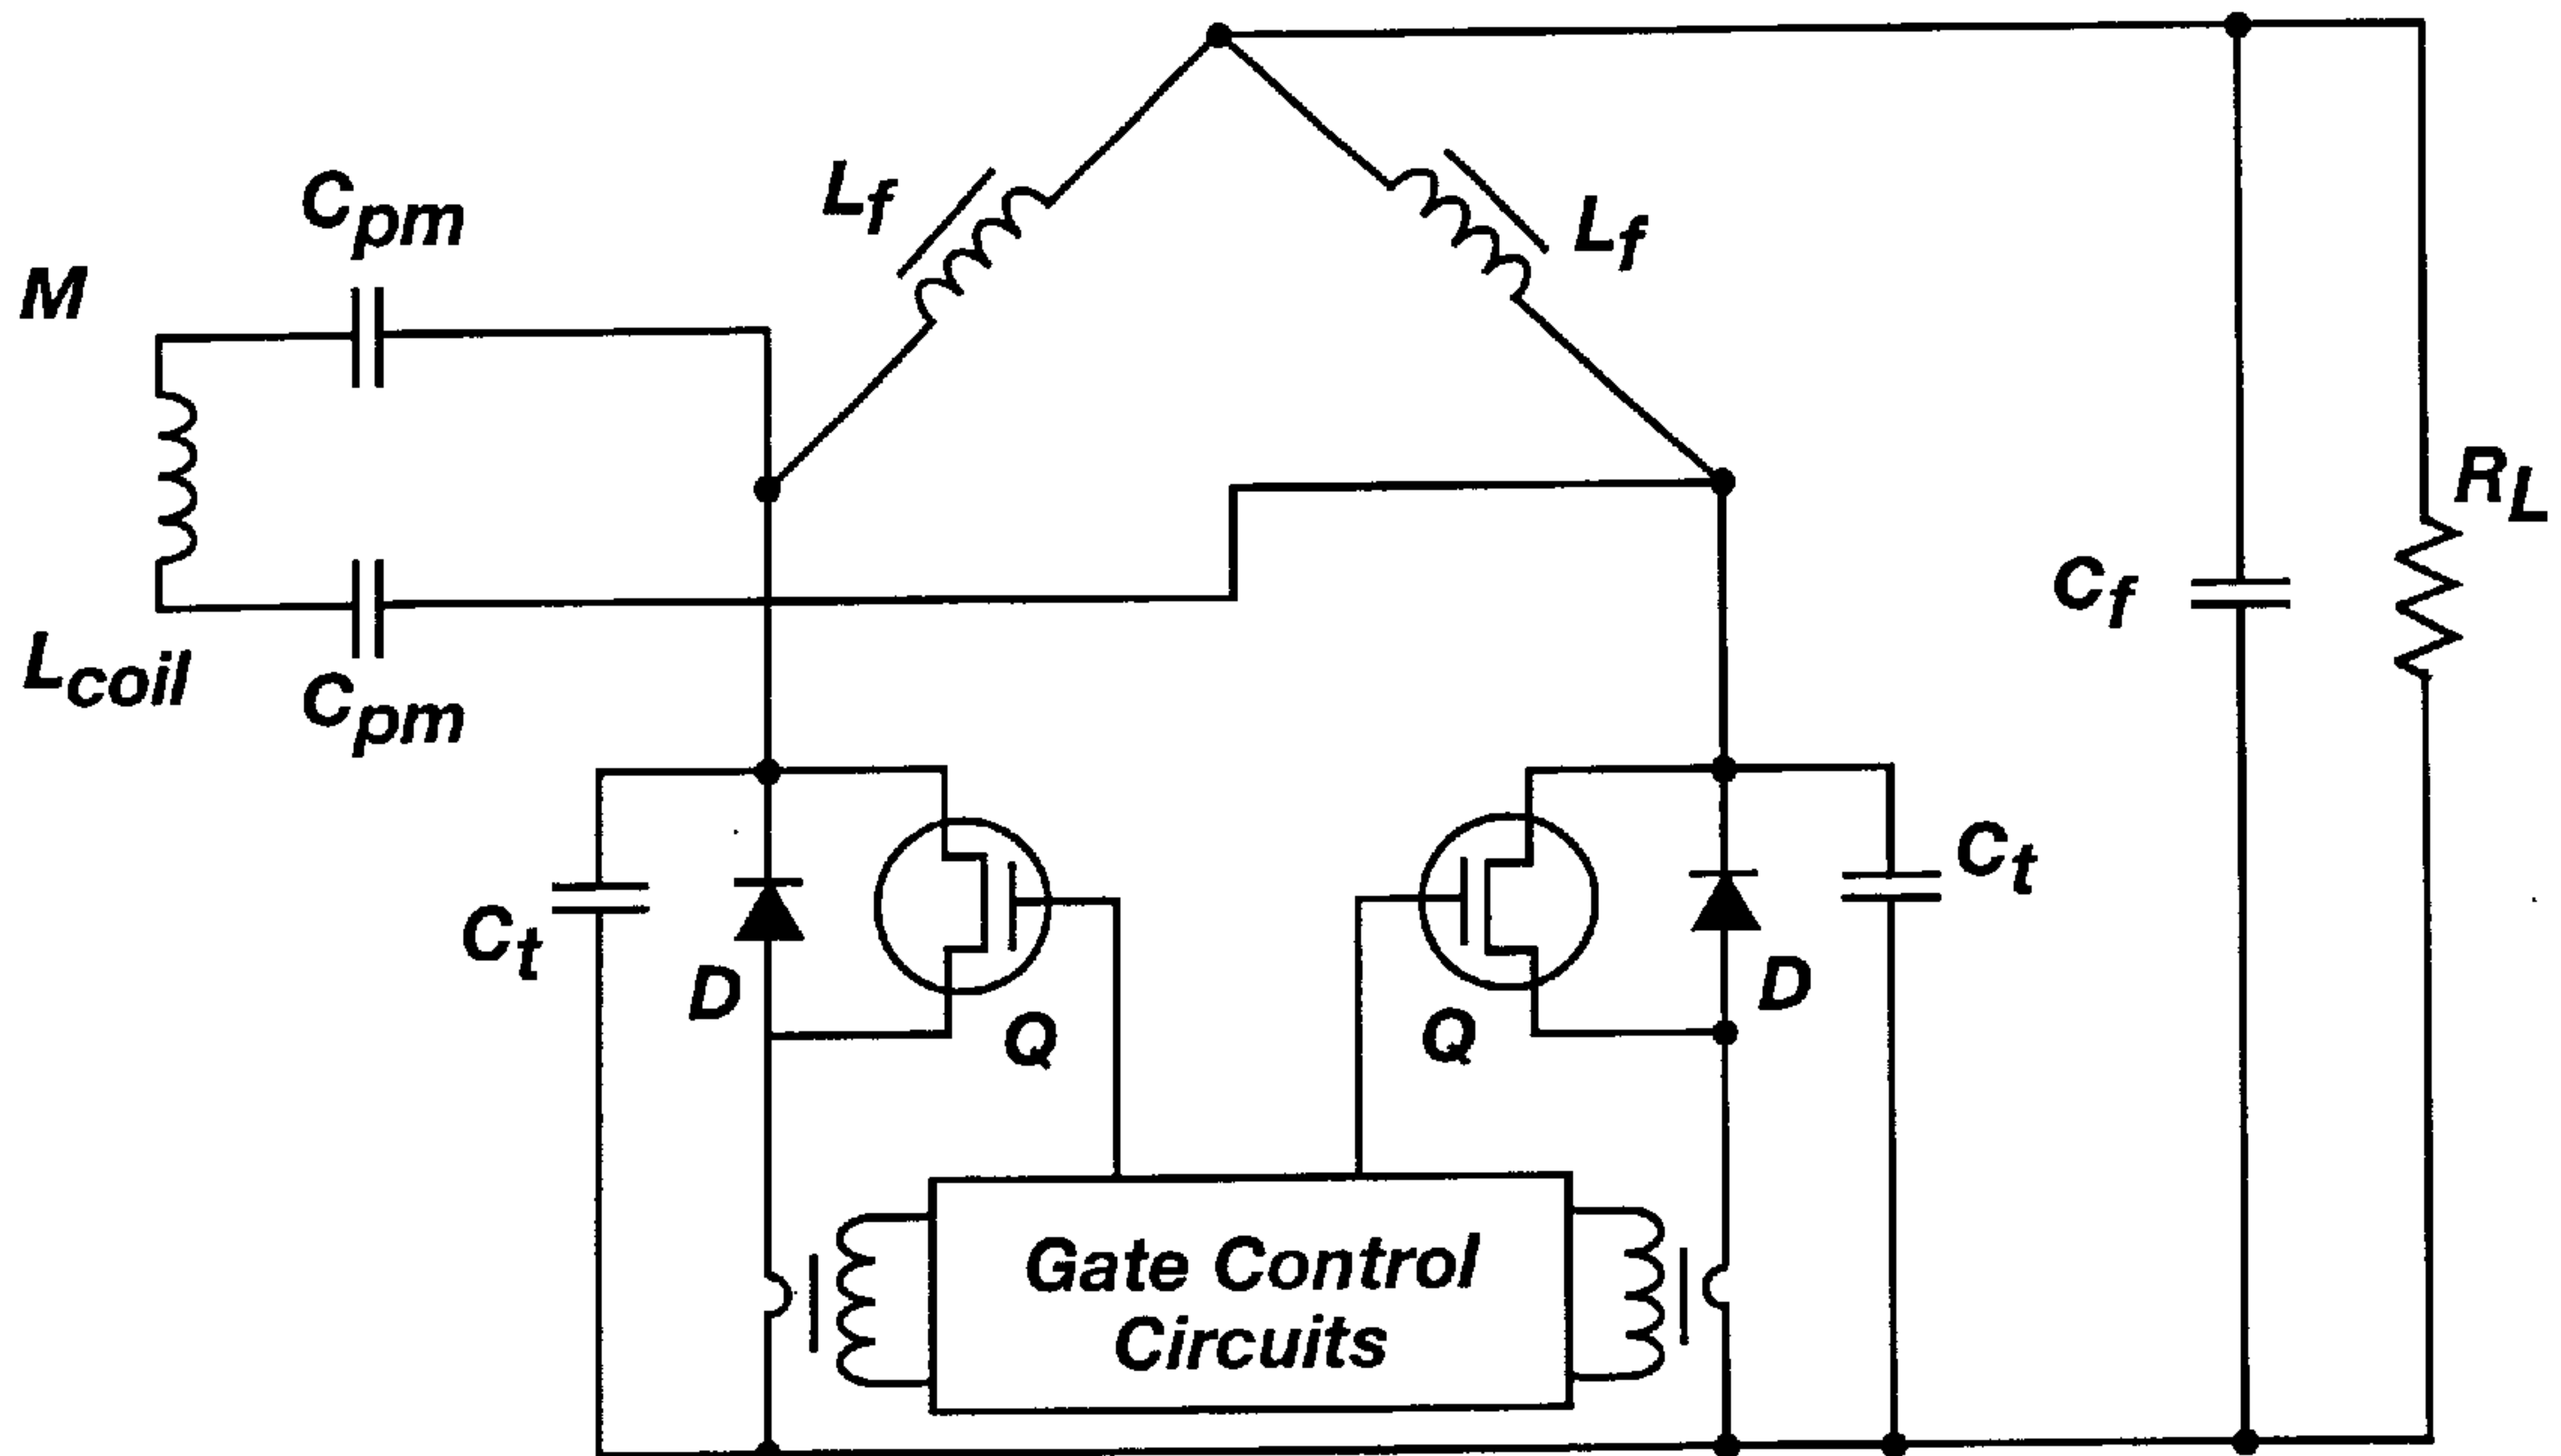 Lf
Lf
Cpm
M
RL
Cf
Lcoil
Cpm
Ct
Ct
D
D
Q
Q
Gate Control
Circuits